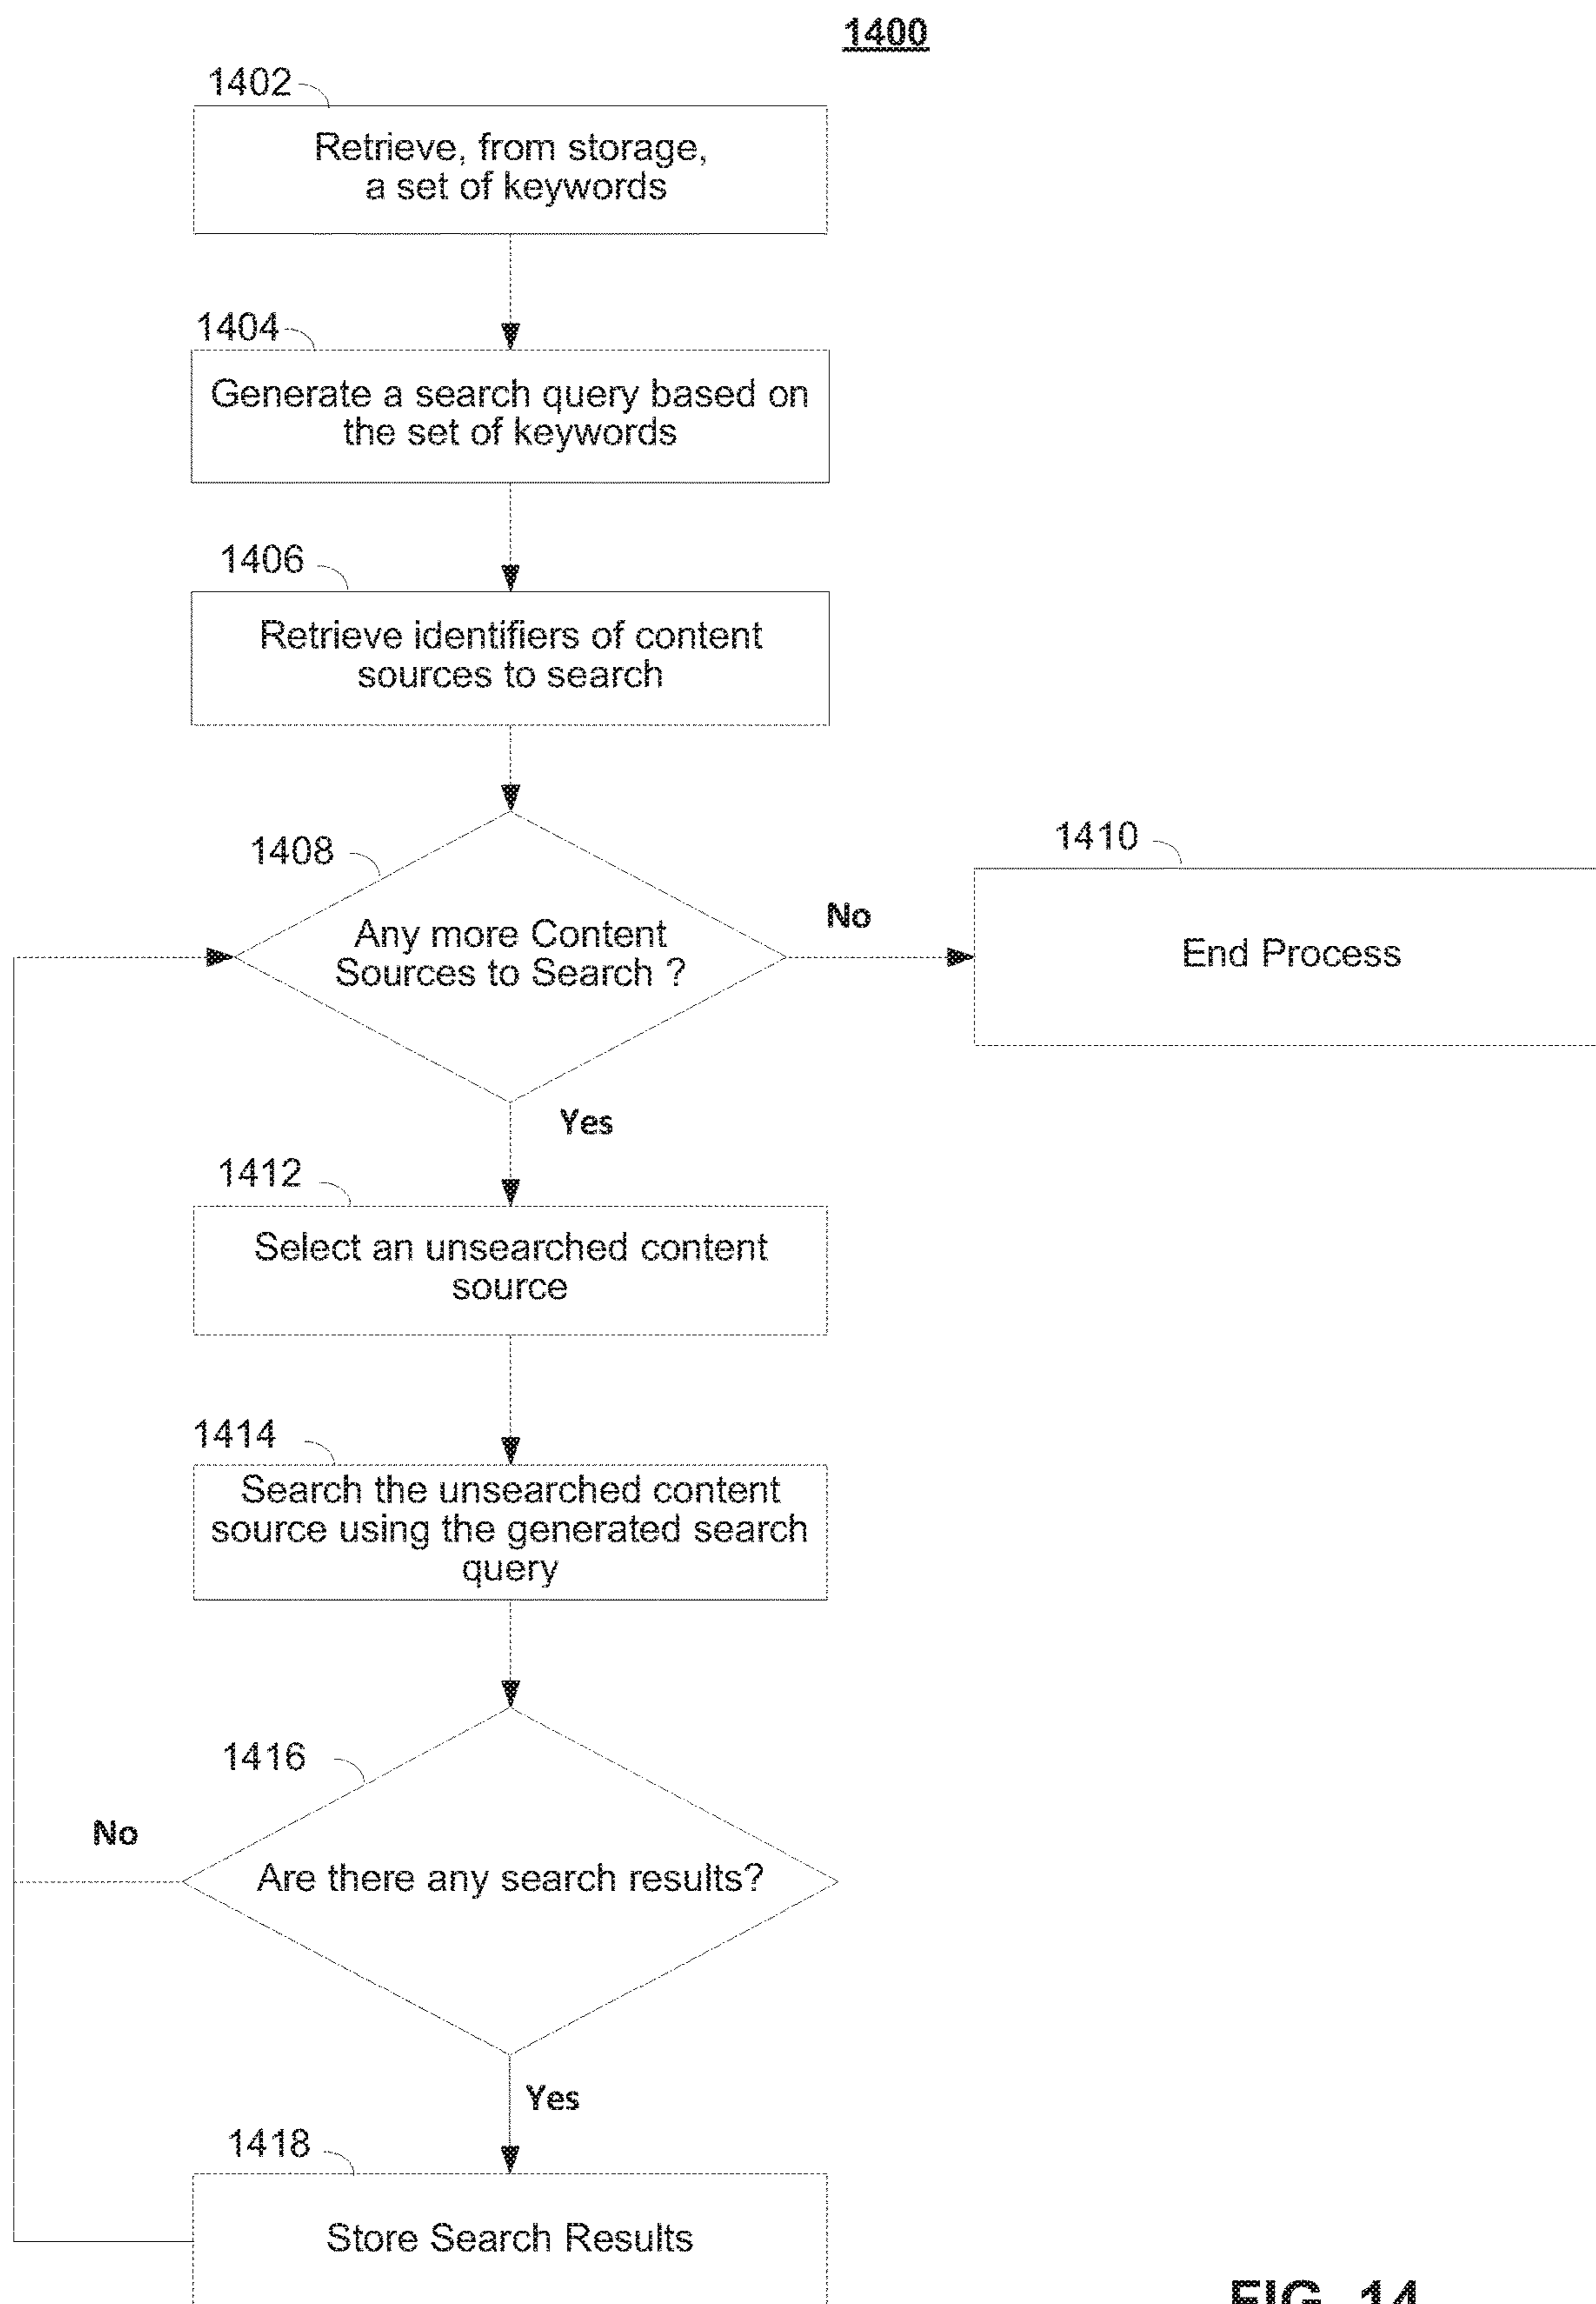 1400
1402
Retrieve, from storage,
a set of keywords
1404
Generate a search query based on
the set of keywords
1406
Retrieve identifiers of content
sources to search
1408
Any more Content
Sources to Search ?
No
1410
End Process
Yes
1412
Select an unsearched content
source
1414
Search the unsearched content
source using the generated search
query
1416
No
Are there any search results?
Yes
1418
Store Search Results
FIG. 14